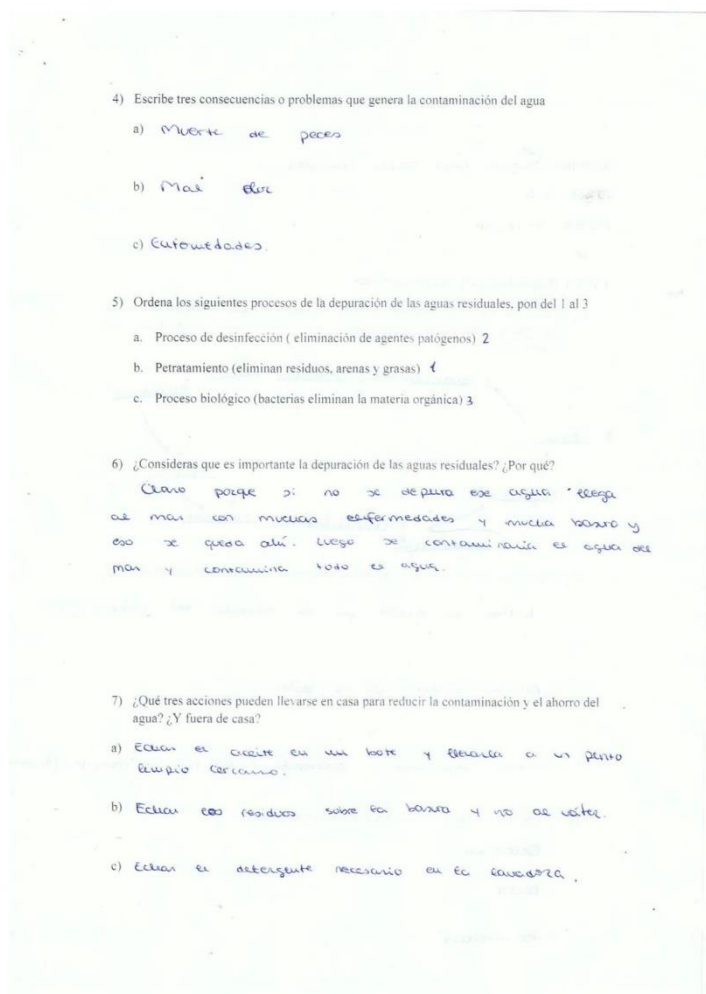 4) Escribe tres consecuencias o problemas que genera la contaminación del agua
a) Muerte de peces
b) Mal olor
c) Enfermedades.
5) Ordena los siguientes procesos de la depuración de las aguas residuales, pon del 1 al 3
a. Proceso de desinfección ( eliminación de agentes patógenos) 2
b. Petratamiento (eliminan residuos, arenas y grasas) 1
c. Proceso biológico (bacterias eliminan la materia orgánica) 3
6) ¿Consideras que es importante la depuración de las aguas residuales? ¿Por qué?
Claro porqe si no se depura ese agua llega
al mar con muchas enfermedades y mucha basura y
eso se queda ahí. Luego se contaminaría el agua del
mar y contamina todo el agua.
7) ¿Qué tres acciones pueden llevarse en casa para reducir la contaminación y el ahorro del
agua? ¿Y fuera de casa?
a) Echar el aceite en un bote y llevarla a un punto
limpio cercano.
b) Echar los residuos sobre la basura y no al váter.
c) Echar el detergente necesario en la lavadora.